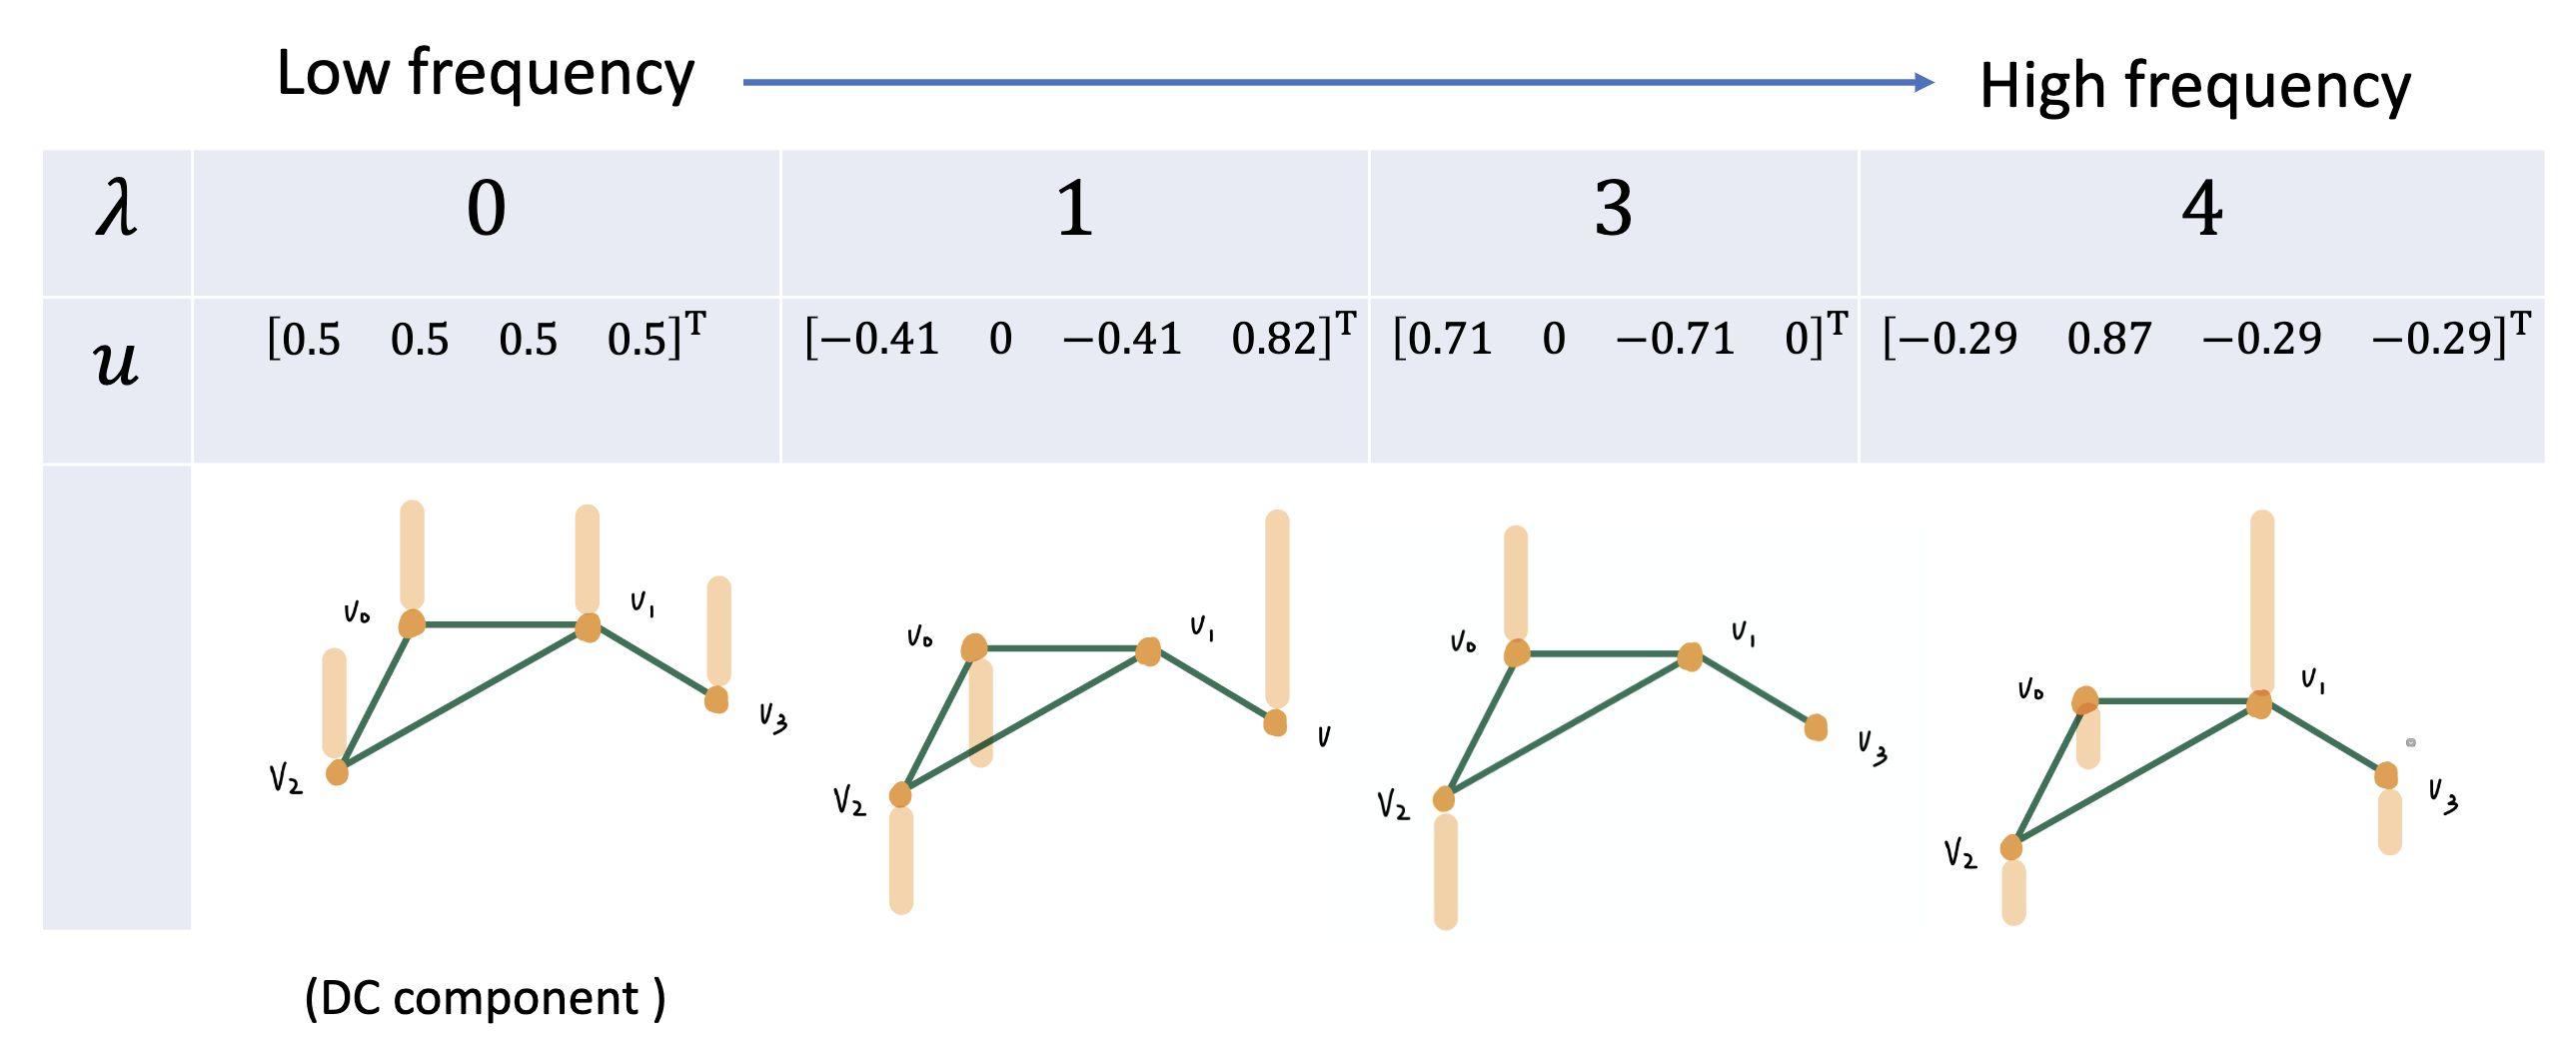 Low frequency High frequency
λ 0 1 3 4
u [0.5 0.5 0.5 0.5]ᵀ [−0.41 0 −0.41 0.82]ᵀ [0.71 0 −0.71 0]ᵀ [−0.29 0.87 −0.29 −0.29]ᵀ
v₀ v₁ v₂ v₃
v₀ v₁ v₂ v
v₀ v₁ v₂ v₃
v₀ v₁ v₂ v₃
(DC component )